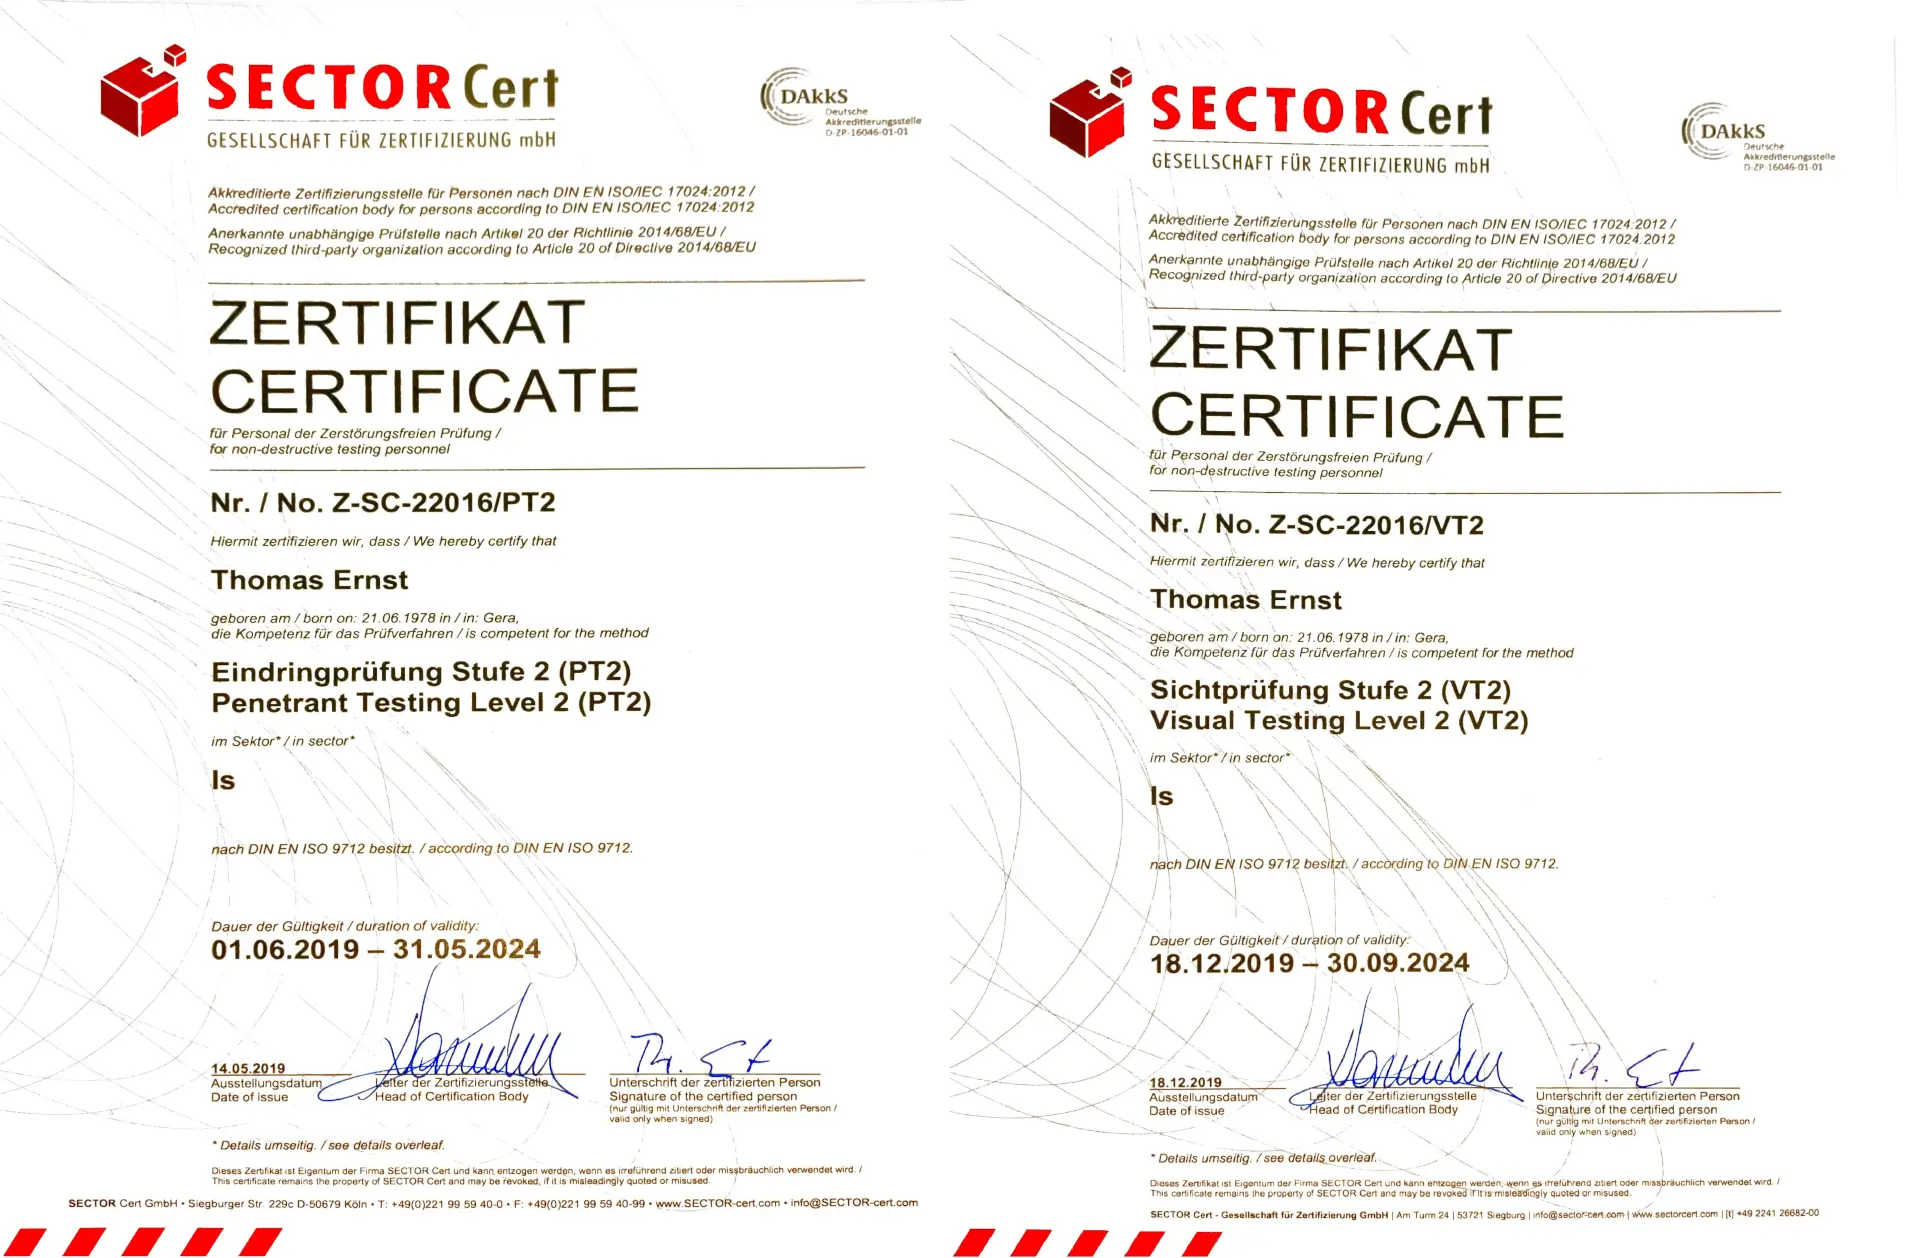 SECTOR Cert
GESELLSCHAFT FÜR ZERTIFIZIERUNG mbH
DAkkS
Deutsche
Akkreditierungsstelle
D-ZP-16046-01-01
Akkreditierte Zertifizierungsstelle für Personen nach DIN EN ISO/IEC 17024:2012 /
Accredited certification body for persons according to DIN EN ISO/IEC 17024:2012
Anerkannte unabhängige Prüfstelle nach Artikel 20 der Richtlinie 2014/68/EU /
Recognized third-party organization according to Article 20 of Directive 2014/68/EU
ZERTIFIKAT
CERTIFICATE
für Personal der Zerstörungsfreien Prüfung /
for non-destructive testing personnel
Nr. / No. Z-SC-22016/PT2
Hiermit zertifizieren wir, dass / We hereby certify that
Thomas Ernst
geboren am / born on: 21.06.1978 in / in: Gera,
die Kompetenz für das Prüfverfahren / is competent for the method
Eindringprüfung Stufe 2 (PT2)
Penetrant Testing Level 2 (PT2)
im Sektor* / in sector*
Is
nach DIN EN ISO 9712 besitzt. / according to DIN EN ISO 9712.
Dauer der Gültigkeit / duration of validity:
01.06.2019 – 31.05.2024
14.05.2019
Ausstellungsdatum
Date of issue
Leiter der Zertifizierungsstelle
Head of Certification Body
Th. Et
Unterschrift der zertifizierten Person
Signature of the certified person
(nur gültig mit Unterschrift der zertifizierten Person /
valid only when signed)
* Details umseitig. / see details overleaf.
Dieses Zertifikat ist Eigentum der Firma SECTOR Cert und kann entzogen werden, wenn es irreführend zitiert oder missbräuchlich verwendet wird. /
This certificate remains the property of SECTOR Cert and may be revoked, if it is misleadingly quoted or misused.
SECTOR Cert GmbH • Siegburger Str. 229c D-50679 Köln • T: +49(0)221 99 59 40-0 • F: +49(0)221 99 59 40-99 • www.SECTOR-cert.com • info@SECTOR-cert.com
SECTOR Cert
GESELLSCHAFT FÜR ZERTIFIZIERUNG mbH
DAkkS
Deutsche
Akkreditierungsstelle
D-ZP-16046-01-01
Akkreditierte Zertifizierungsstelle für Personen nach DIN EN ISO/IEC 17024:2012 /
Accredited certification body for persons according to DIN EN ISO/IEC 17024:2012
Anerkannte unabhängige Prüfstelle nach Artikel 20 der Richtlinie 2014/68/EU /
Recognized third-party organization according to Article 20 of Directive 2014/68/EU
ZERTIFIKAT
CERTIFICATE
für Personal der Zerstörungsfreien Prüfung /
for non-destructive testing personnel
Nr. / No. Z-SC-22016/VT2
Hiermit zertifizieren wir, dass / We hereby certify that
Thomas Ernst
geboren am / born on: 21.06.1978 in / in: Gera,
die Kompetenz für das Prüfverfahren / is competent for the method
Sichtprüfung Stufe 2 (VT2)
Visual Testing Level 2 (VT2)
im Sektor* / in sector*
Is
nach DIN EN ISO 9712 besitzt. / according to DIN EN ISO 9712.
Dauer der Gültigkeit / duration of validity:
18.12.2019 – 30.09.2024
18.12.2019
Ausstellungsdatum
Date of issue
Leiter der Zertifizierungsstelle
Head of Certification Body
Th. Et
Unterschrift der zertifizierten Person
Signature of the certified person
(nur gültig mit Unterschrift der zertifizierten Person /
valid only when signed)
* Details umseitig. / see details overleaf.
Dieses Zertifikat ist Eigentum der Firma SECTOR Cert und kann entzogen werden, wenn es irreführend zitiert oder missbräuchlich verwendet wird. /
This certificate remains the property of SECTOR Cert and may be revoked if it is misleadingly quoted or misused.
SECTOR Cert - Gesellschaft für Zertifizierung GmbH | Am Turm 24 | 53721 Siegburg | info@sectorcert.com | www.sectorcert.com | [t] +49 2241 26682-00